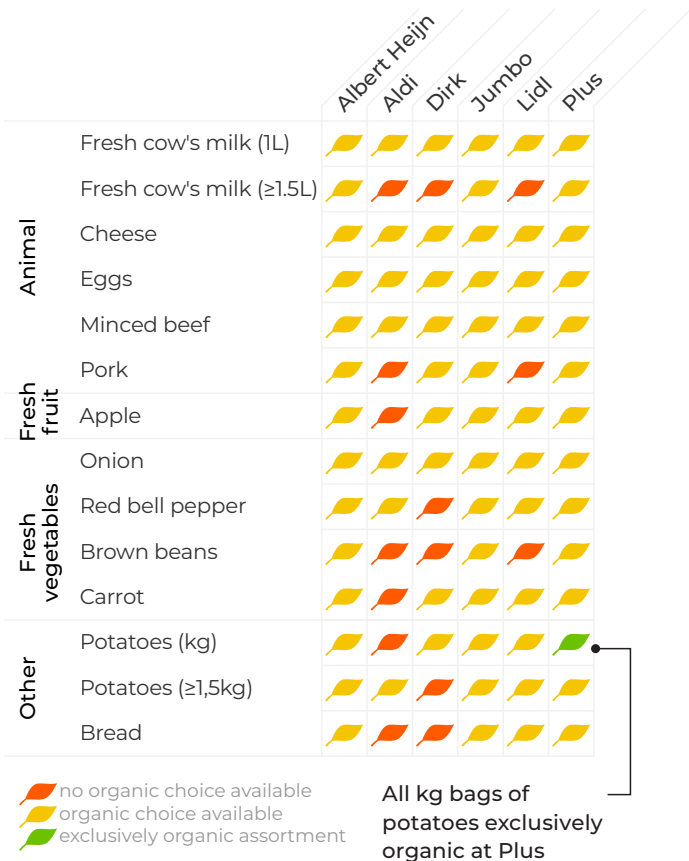 Albert Heijn
Aldi
Dirk
Jumbo
Lidl
Plus
Animal
Fresh cow's milk (1L)
Fresh cow's milk (≥1.5L)
Cheese
Eggs
Minced beef
Pork
Fresh
fruit
Apple
Fresh
vegetables
Onion
Red bell pepper
Brown beans
Carrot
Other
Potatoes (kg)
Potatoes (≥1,5kg)
Bread
no organic choice available
organic choice available
exclusively organic assortment
All kg bags of
potatoes exclusively
organic at Plus